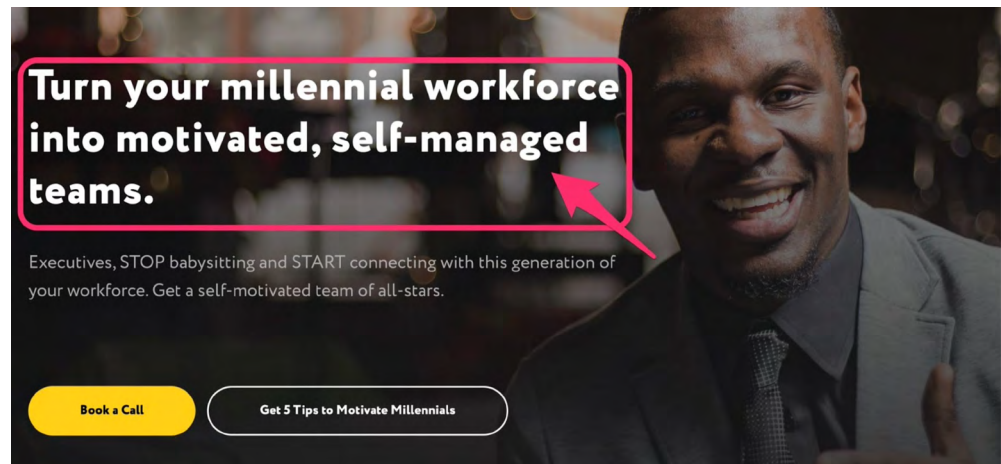 Turn your millennial workforce
into motivated, self-managed
teams.
Executives, STOP babysitting and START connecting with this generation of
your workforce. Get a self-motivated team of all-stars.
Book a Call
Get 5 Tips to Motivate Millennials